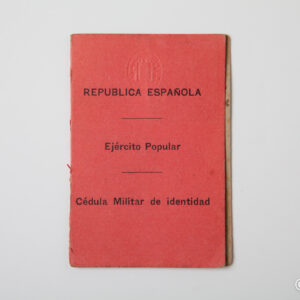 REPUBLICA ESPAÑOLA
Ejército Popular
Cédula Militar de identidad